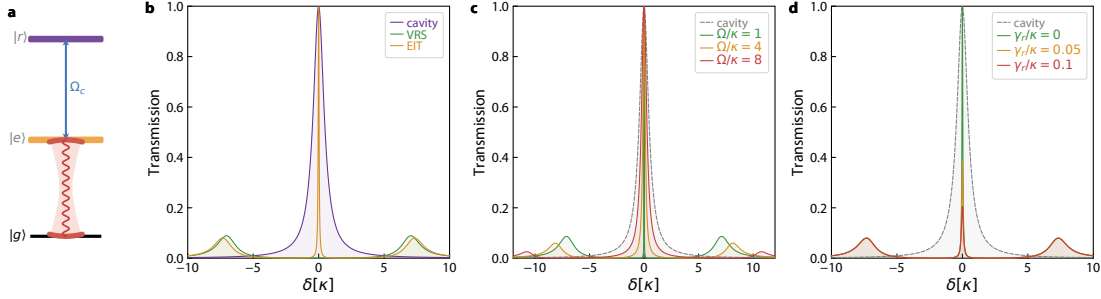 a
|r⟩
Ω_c
|e⟩
|g⟩
b
Transmission
1.0
0.8
0.6
0.4
0.2
0.0
cavity
VRS
EIT
−10
−5
0
5
10
δ[κ]
c
Transmission
1.0
0.8
0.6
0.4
0.2
0.0
cavity
Ω/κ = 1
Ω/κ = 4
Ω/κ = 8
−10
−5
0
5
10
δ[κ]
d
Transmission
1.0
0.8
0.6
0.4
0.2
0.0
cavity
γ_r/κ = 0
γ_r/κ = 0.05
γ_r/κ = 0.1
−10
−5
0
5
10
δ[κ]